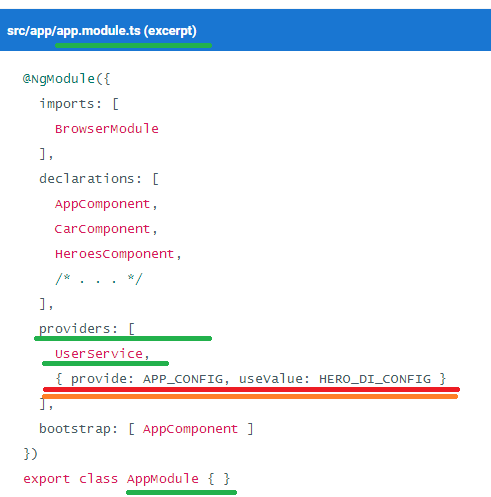 src/app/app.module.ts (excerpt)
@NgModule({
  imports: [
    BrowserModule
  ],
  declarations: [
    AppComponent,
    CarComponent,
    HeroesComponent,
    /* . . . */
  ],
  providers: [
    UserService,
    { provide: APP_CONFIG, useValue: HERO_DI_CONFIG }
  ],
  bootstrap: [ AppComponent ]
})
export class AppModule { }